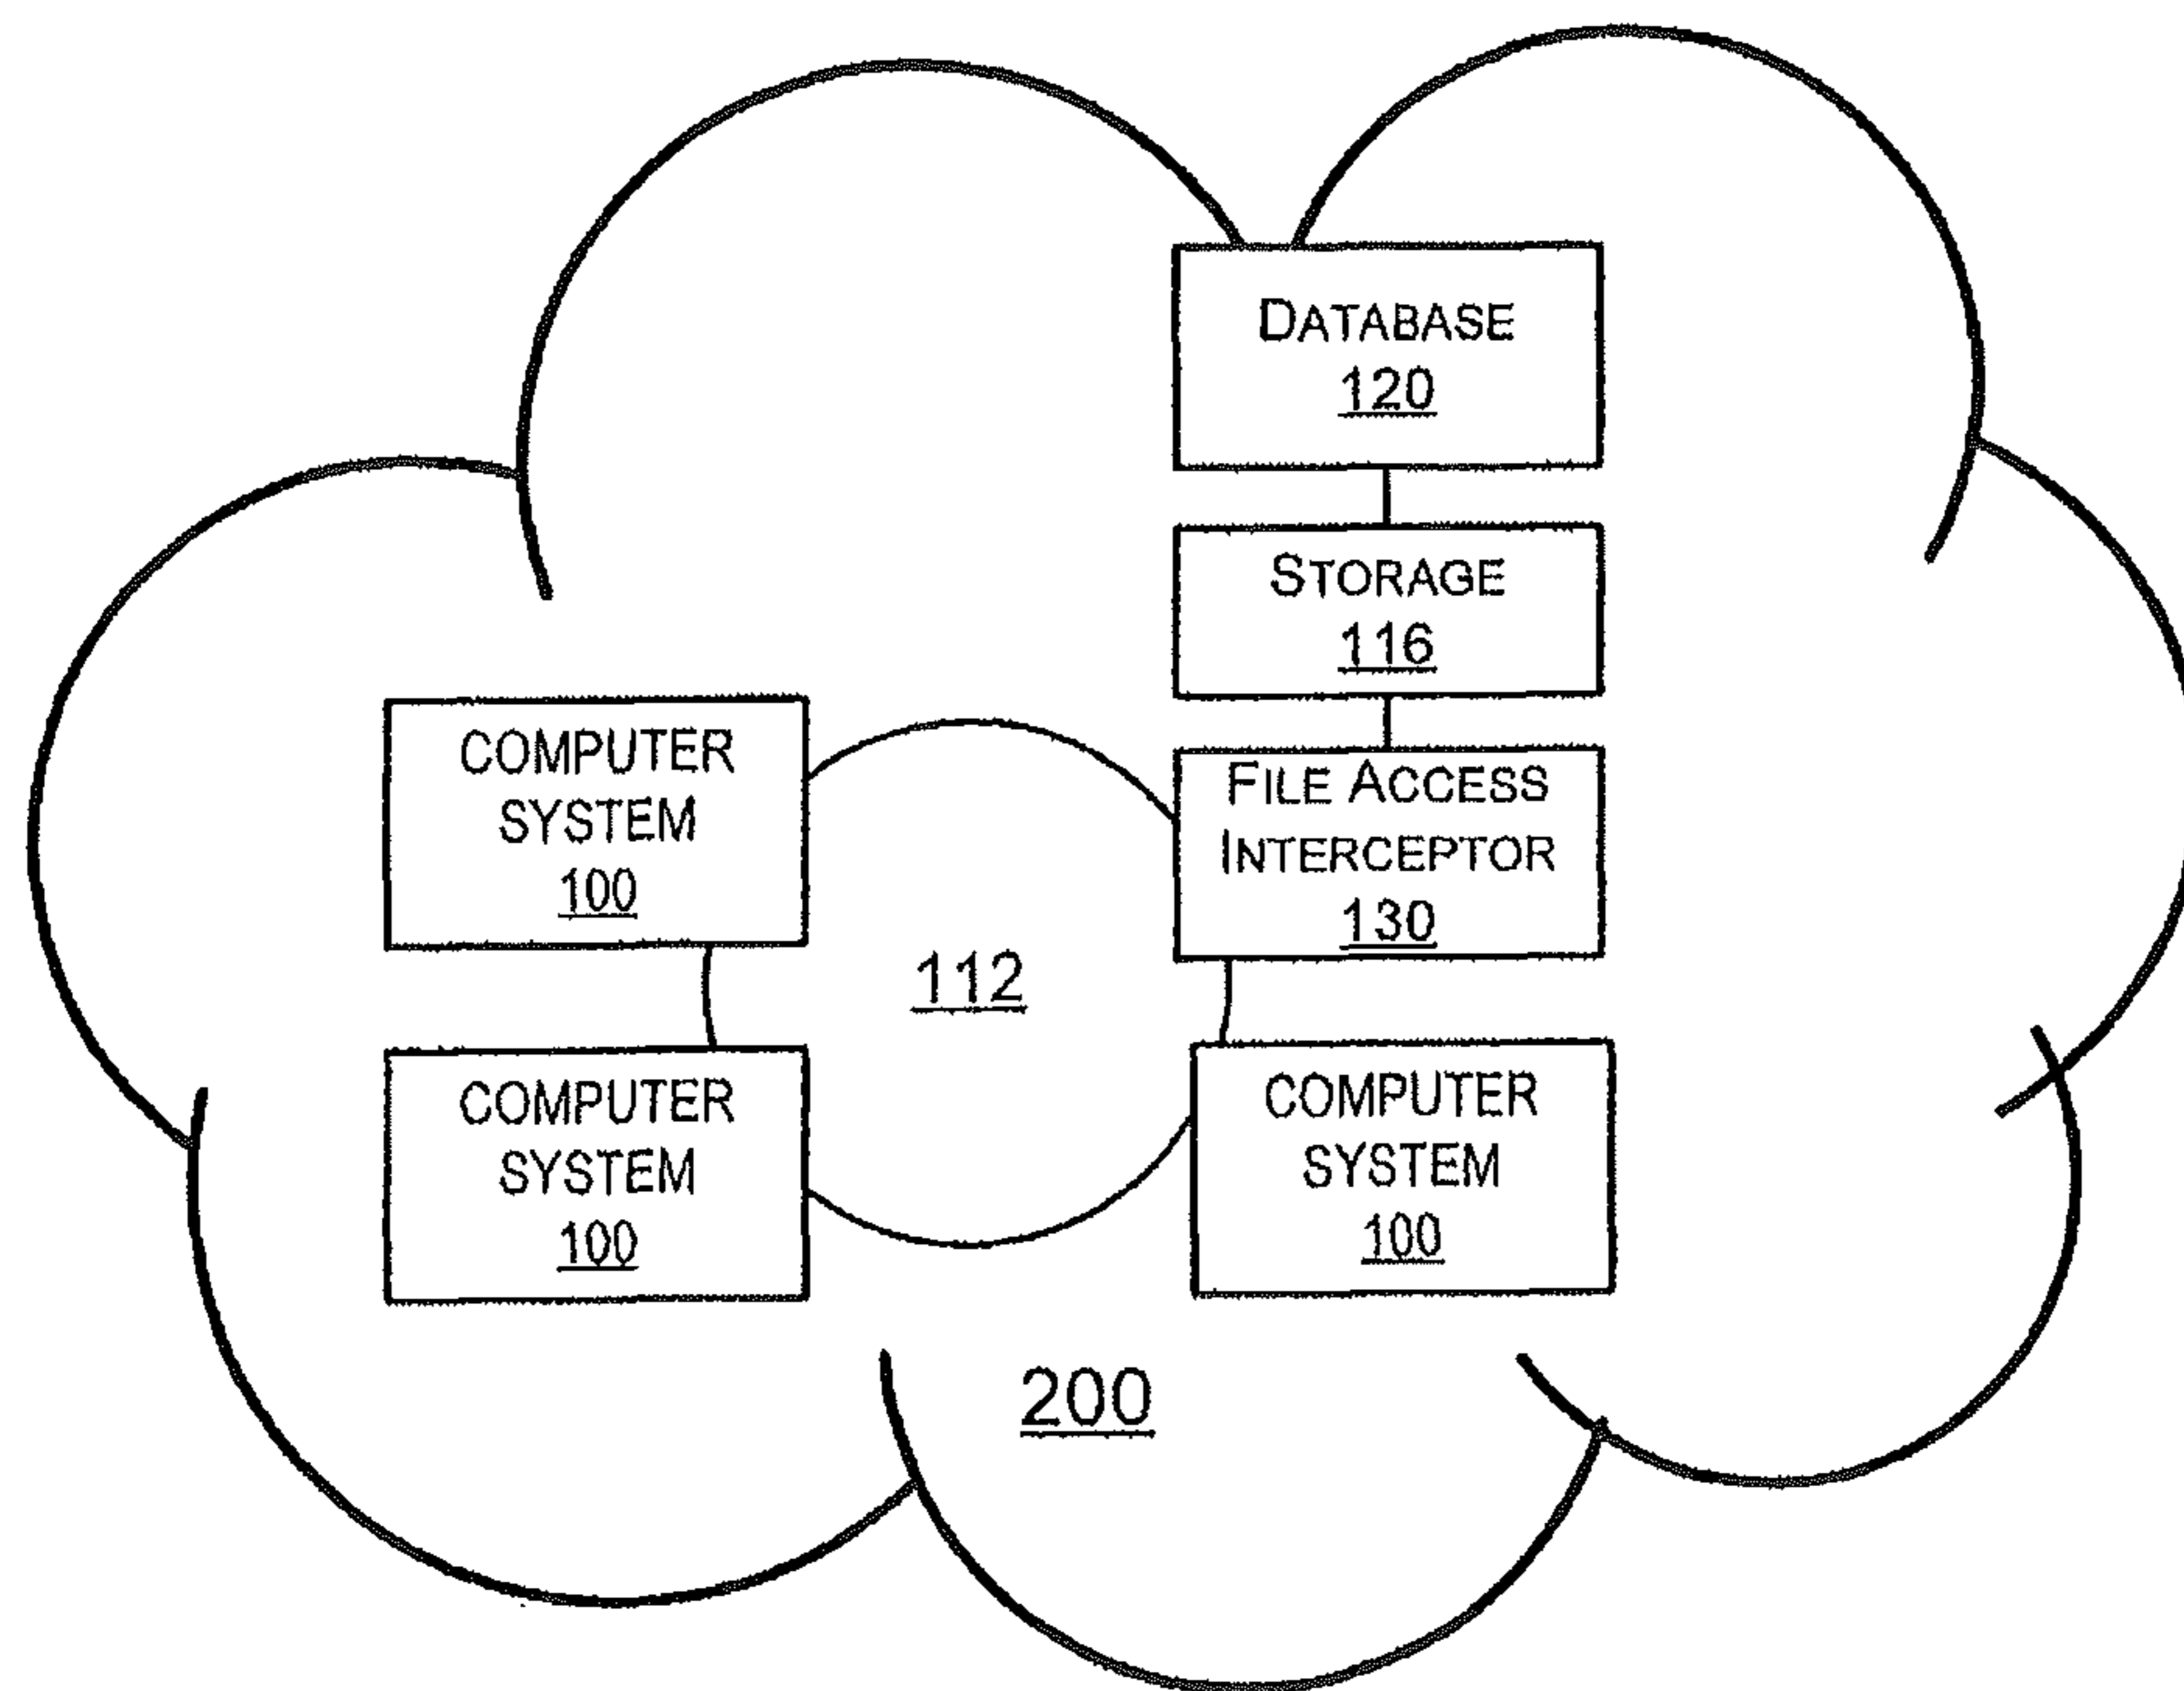 DATABASE
120
STORAGE
116
FILE ACCESS
INTERCEPTOR
130
COMPUTER
SYSTEM
100
112
COMPUTER
SYSTEM
100
COMPUTER
SYSTEM
100
200